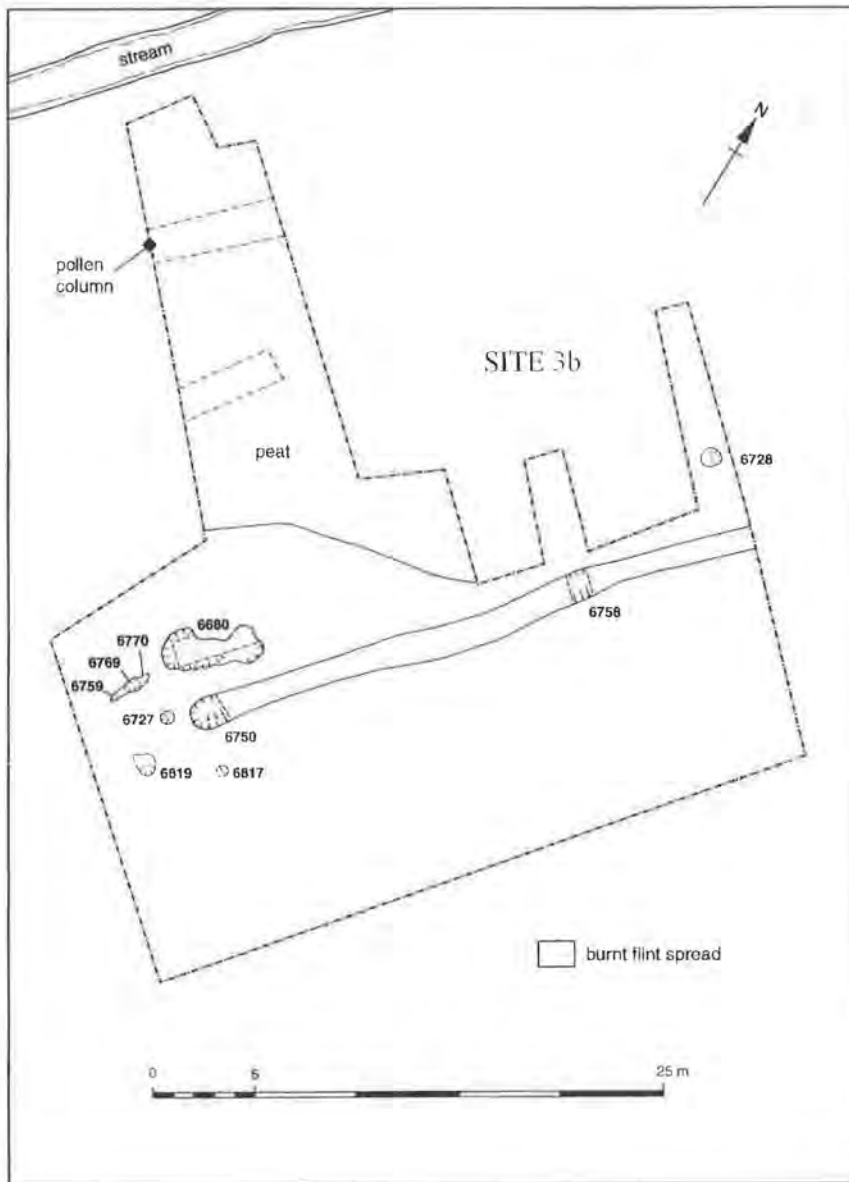 stream
N
pollen
column
SITE 3b
peat
6728
6758
6680
6770
6769
6759
6727
6750
6819
6817
burnt flint spread
0 5 25 m